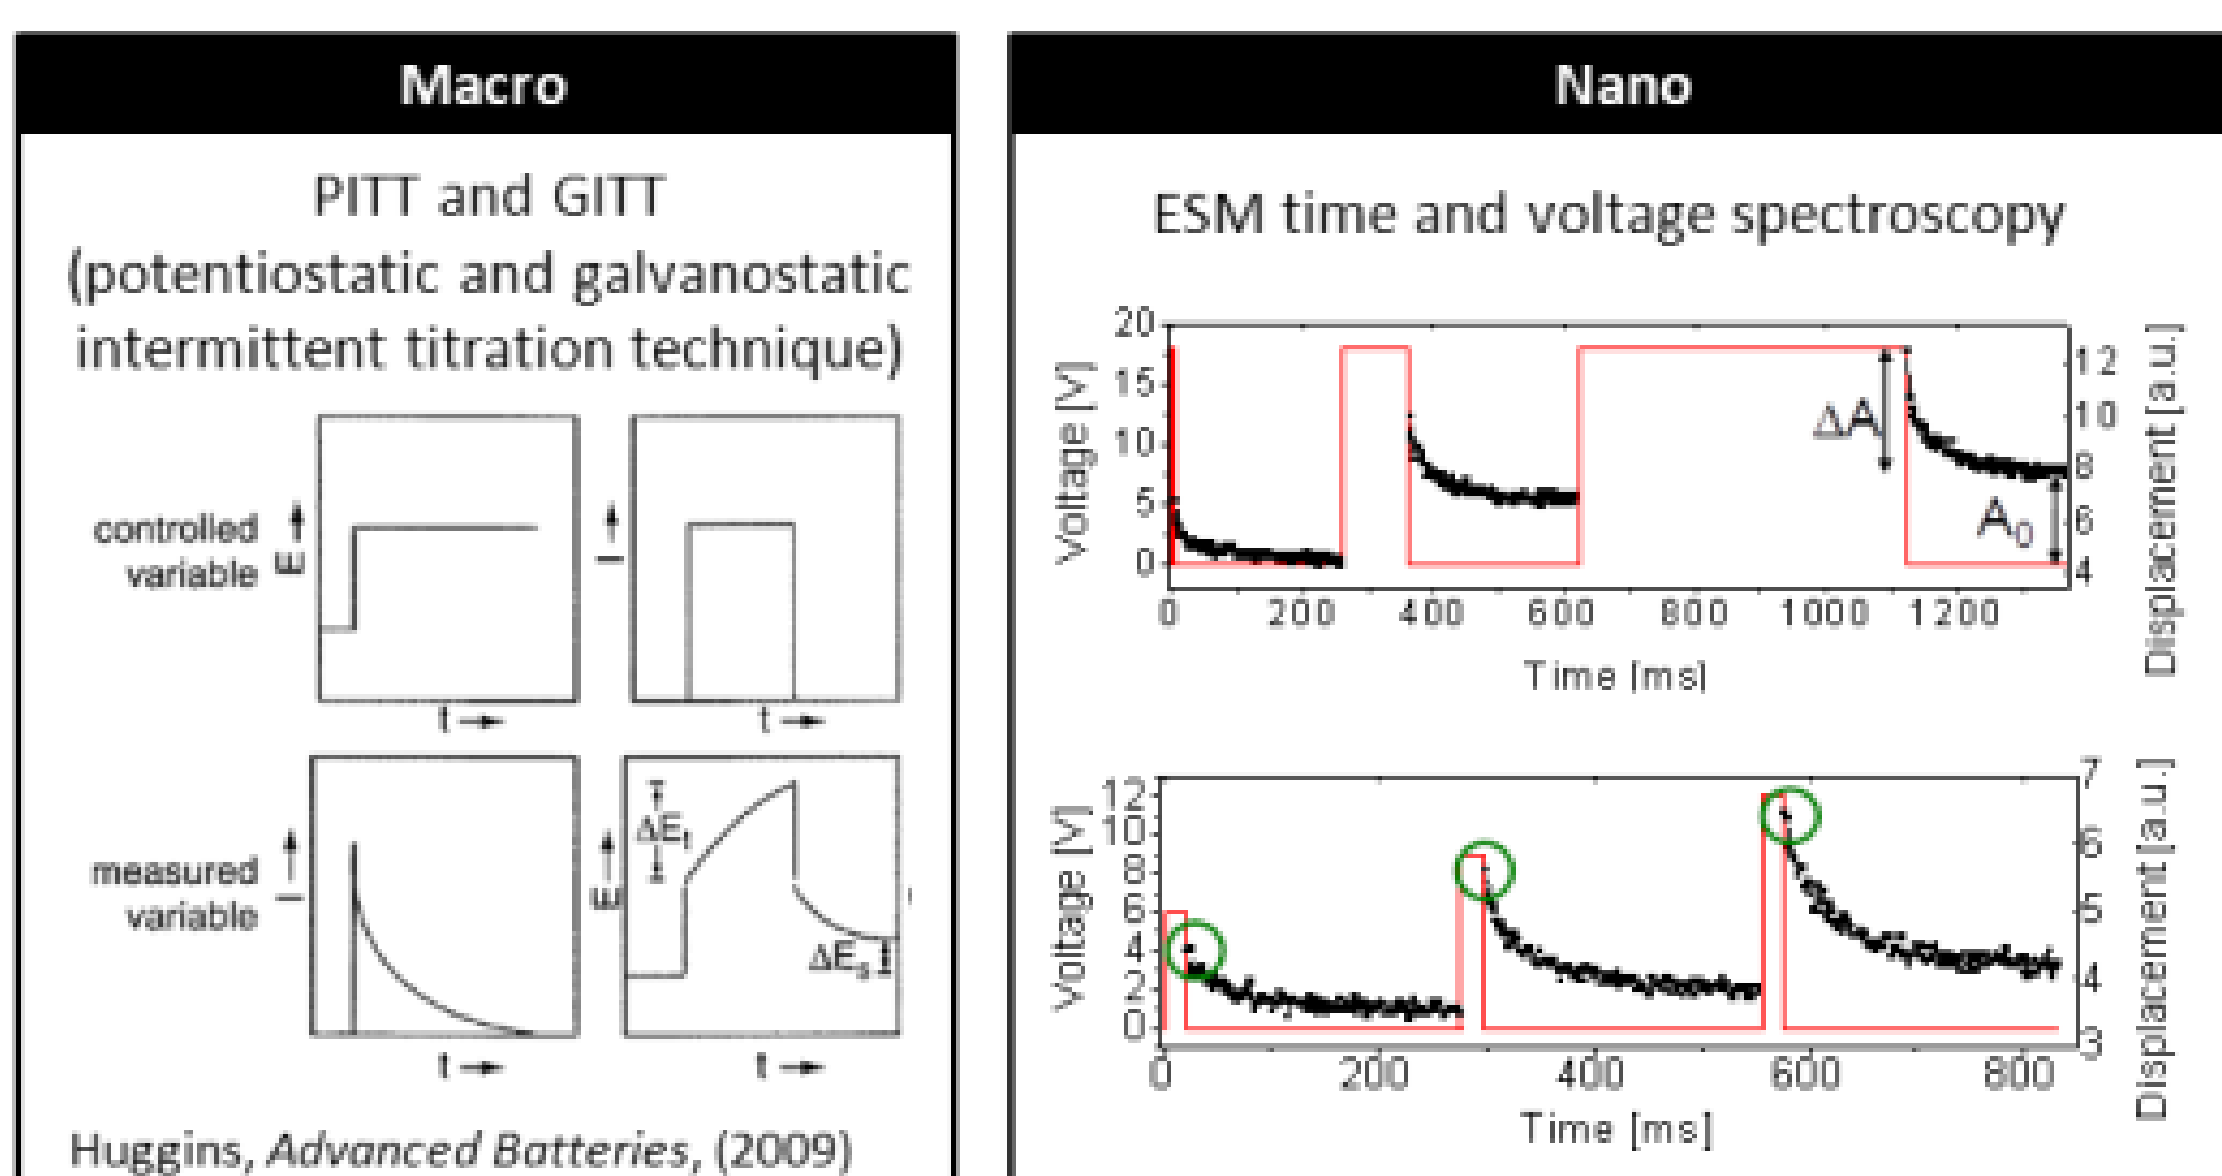 Macro
PITT and GITT
(potentiostatic and galvanostatic
intermittent titration technique)
controlled
variable
E
I
t
t
measured
variable
I
E
ΔEt
ΔEs
t
t
Huggins, Advanced Batteries, (2009)
Nano
ESM time and voltage spectroscopy
Voltage [V]
20
15
10
5
0
0 200 400 600 800 1000 1200
Time [ms]
12
10
8
6
4
Displacement [a.u.]
ΔA
A0
Voltage [V]
12
10
8
6
4
2
0
0 200 400 600 800
Time [ms]
7
6
5
4
3
Displacement [a.u.]